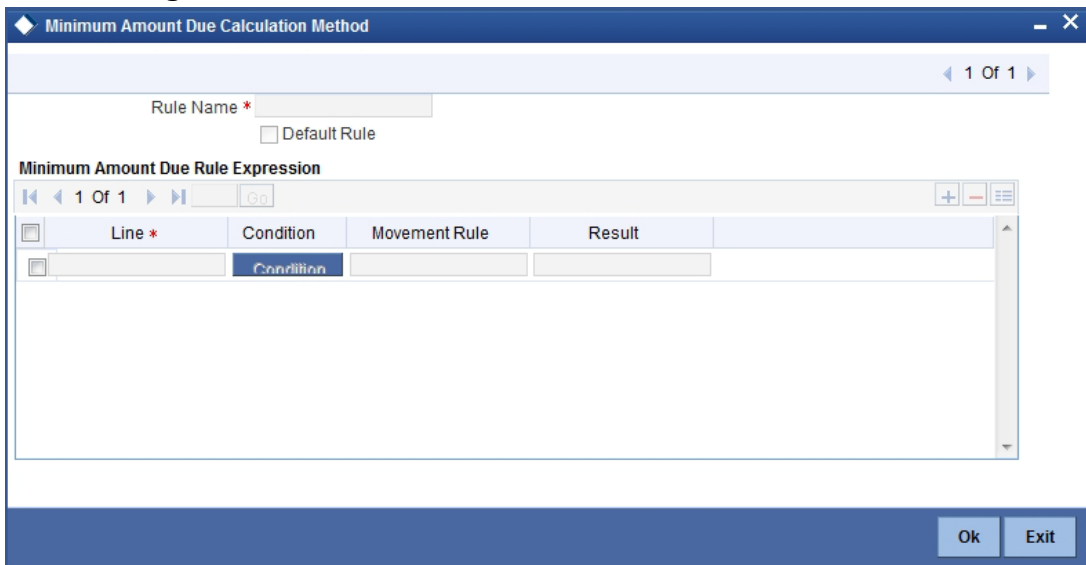 Minimum Amount Due Calculation Method
1 Of 1
Rule Name *
Default Rule
Minimum Amount Due Rule Expression
1 Of 1 Go
Line * Condition Movement Rule Result
Condition
Ok Exit